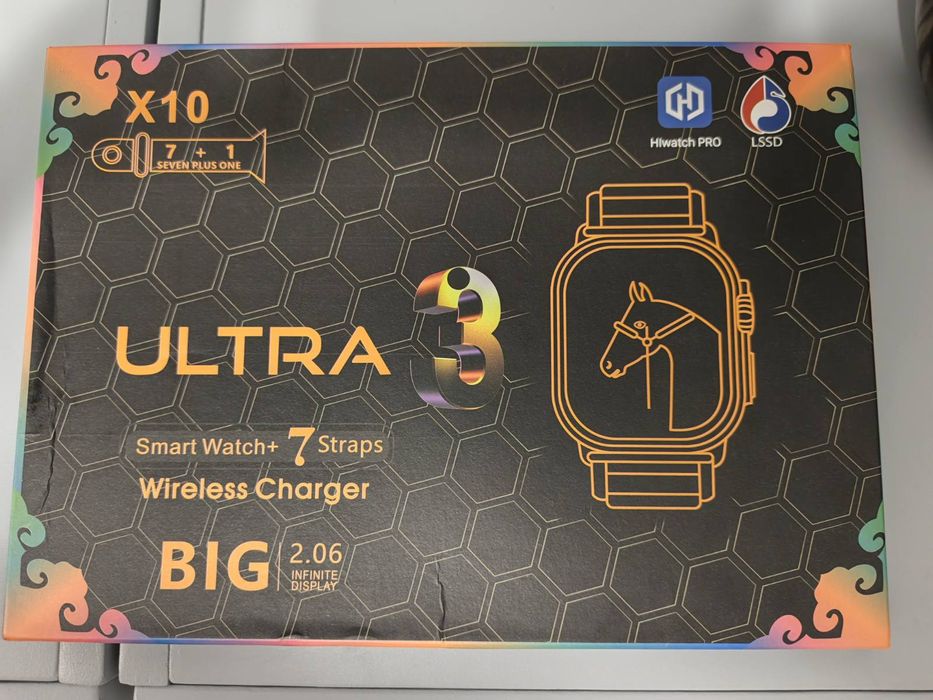 X10
7 + 1
SEVEN PLUS ONE
HIwatch PRO
LSSD
ULTRA 3
Smart Watch+ 7 Straps
Wireless Charger
BIG
2.06
INFINITE
DISPLAY